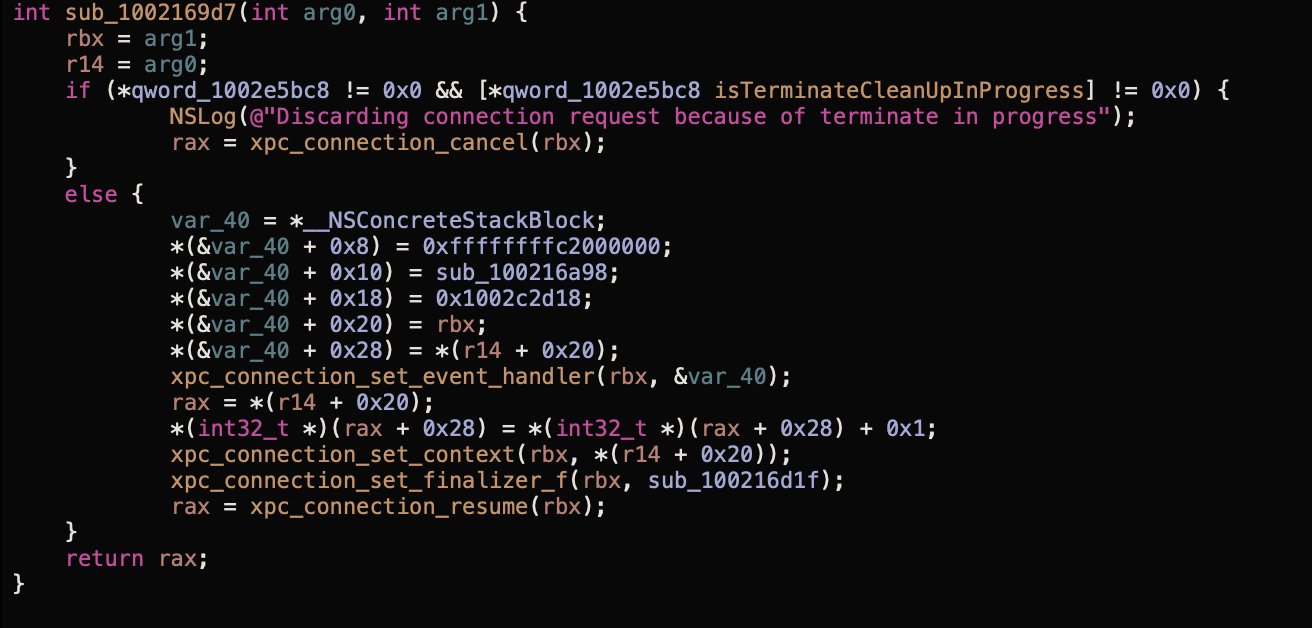 int sub_1002169d7(int arg0, int arg1) {
    rbx = arg1;
    r14 = arg0;
    if (*qword_1002e5bc8 != 0x0 && [*qword_1002e5bc8 isTerminateCleanUpInProgress] != 0x0) {
            NSLog(@"Discarding connection request because of terminate in progress");
            rax = xpc_connection_cancel(rbx);
    }
    else {
            var_40 = *__NSConcreteStackBlock;
            *(&var_40 + 0x8) = 0xffffffffc2000000;
            *(&var_40 + 0x10) = sub_100216a98;
            *(&var_40 + 0x18) = 0x1002c2d18;
            *(&var_40 + 0x20) = rbx;
            *(&var_40 + 0x28) = *(r14 + 0x20);
            xpc_connection_set_event_handler(rbx, &var_40);
            rax = *(r14 + 0x20);
            *(int32_t *)(rax + 0x28) = *(int32_t *)(rax + 0x28) + 0x1;
            xpc_connection_set_context(rbx, *(r14 + 0x20));
            xpc_connection_set_finalizer_f(rbx, sub_100216d1f);
            rax = xpc_connection_resume(rbx);
    }
    return rax;
}